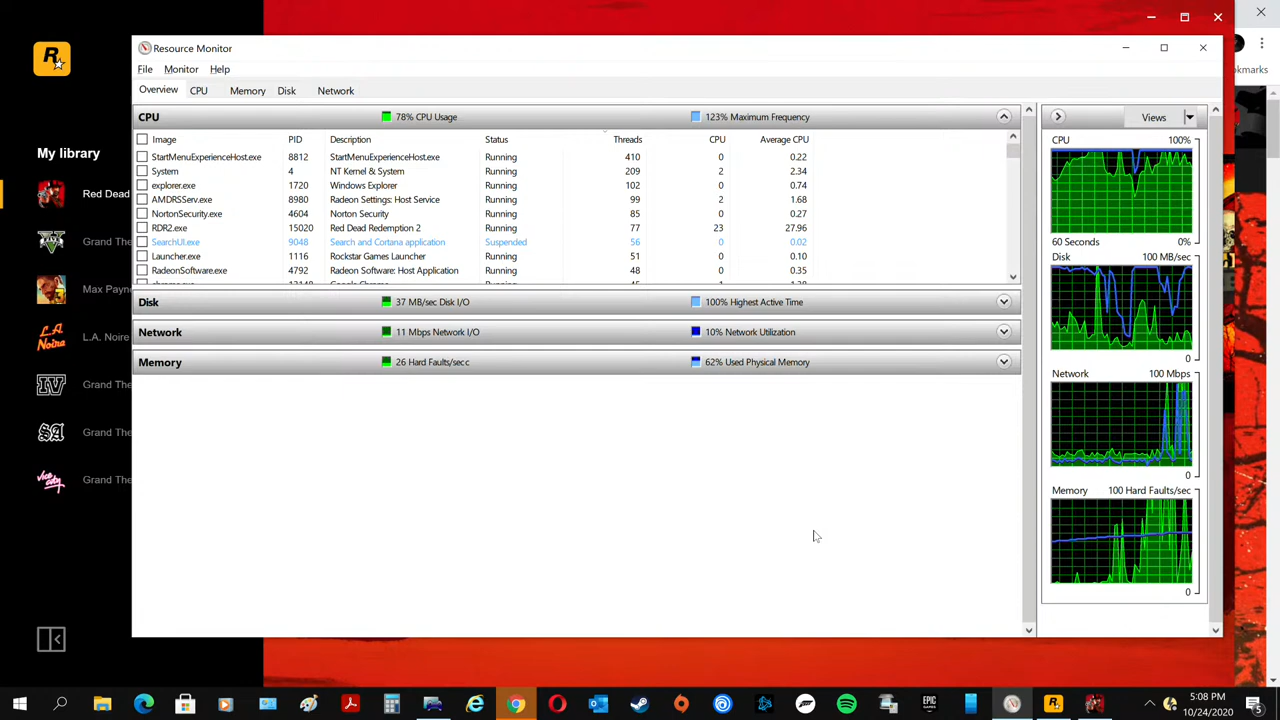 Resource Monitor
File Monitor Help
Overview CPU Memory Disk Network
CPU 78% CPU Usage 123% Maximum Frequency
Image PID Description Status Threads CPU Average CPU
StartMenuExperienceHost.exe 8812 StartMenuExperienceHost.exe Running 410 0 0.22
System 4 NT Kernel & System Running 209 2 2.34
explorer.exe 1720 Windows Explorer Running 102 0 0.74
AMDRSServ.exe 8980 Radeon Settings: Host Service Running 99 2 1.68
NortonSecurity.exe 4604 Norton Security Running 85 0 0.27
RDR2.exe 15020 Red Dead Redemption 2 Running 77 23 27.96
SearchUI.exe 9048 Search and Cortana application Suspended 56 0 0.02
Launcher.exe 1116 Rockstar Games Launcher Running 51 0 0.10
RadeonSoftware.exe 4792 Radeon Software: Host Application Running 48 0 0.35
Disk 37 MB/sec Disk I/O 100% Highest Active Time
Network 11 Mbps Network I/O 10% Network Utilization
Memory 26 Hard Faults/secc 62% Used Physical Memory
Views
CPU 100%
60 Seconds 0%
Disk 100 MB/sec
0
Network 100 Mbps
0
Memory 100 Hard Faults/sec
0
R
My library
Red Dead
Grand The
Max Payn
L.A. Noire
L.A. Noire
IV Grand The
SA Grand The
vice city Grand The
kmarks
EPIC GAMES
5:08 PM
10/24/2020
5